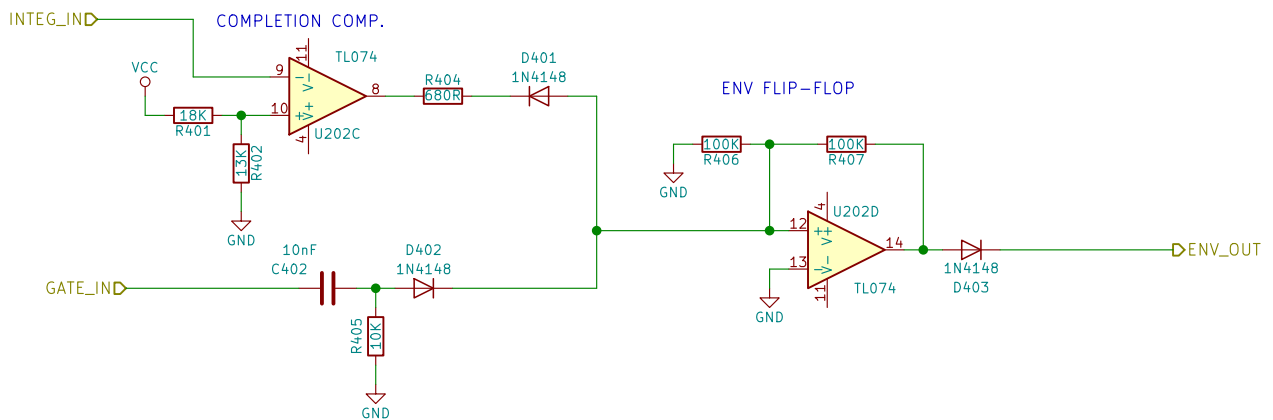 INTEG_IN
COMPLETION COMP.
VCC
18K
R401
13K
R402
GND
9
10
11
V-
-
V+
+
4
8
TL074
U202C
R404
680R
D401
1N4148
GATE_IN
10nF
C402
D402
1N4148
R405
10K
GND
ENV FLIP-FLOP
100K
R406
GND
100K
R407
12
13
4
+
V+
-
V-
11
14
U202D
TL074
GND
1N4148
D403
ENV_OUT